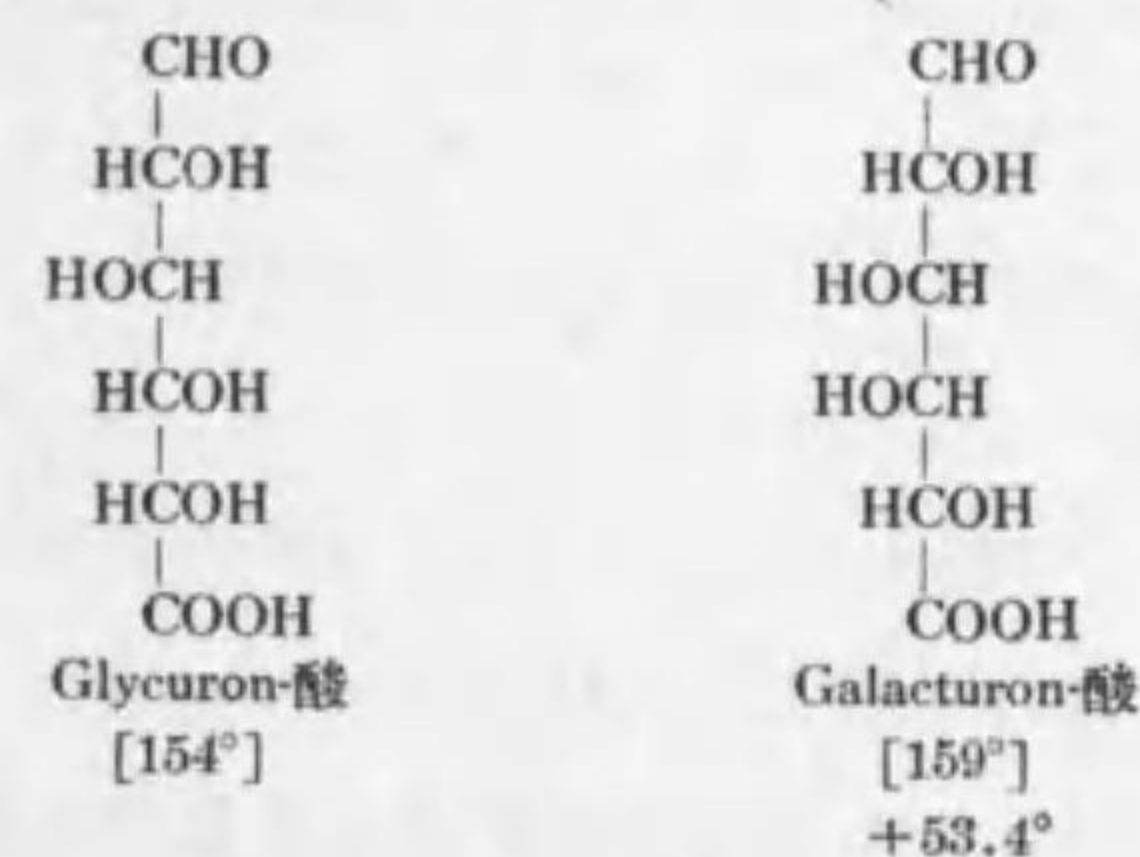 CHO
HCOH
HOCH
HCOH
HCOH
COOH
Glycuron-酸
[154°]
CHO
HCOH
HOCH
HOCH
HCOH
COOH
Galacturon-酸
[159°]
+53.4°